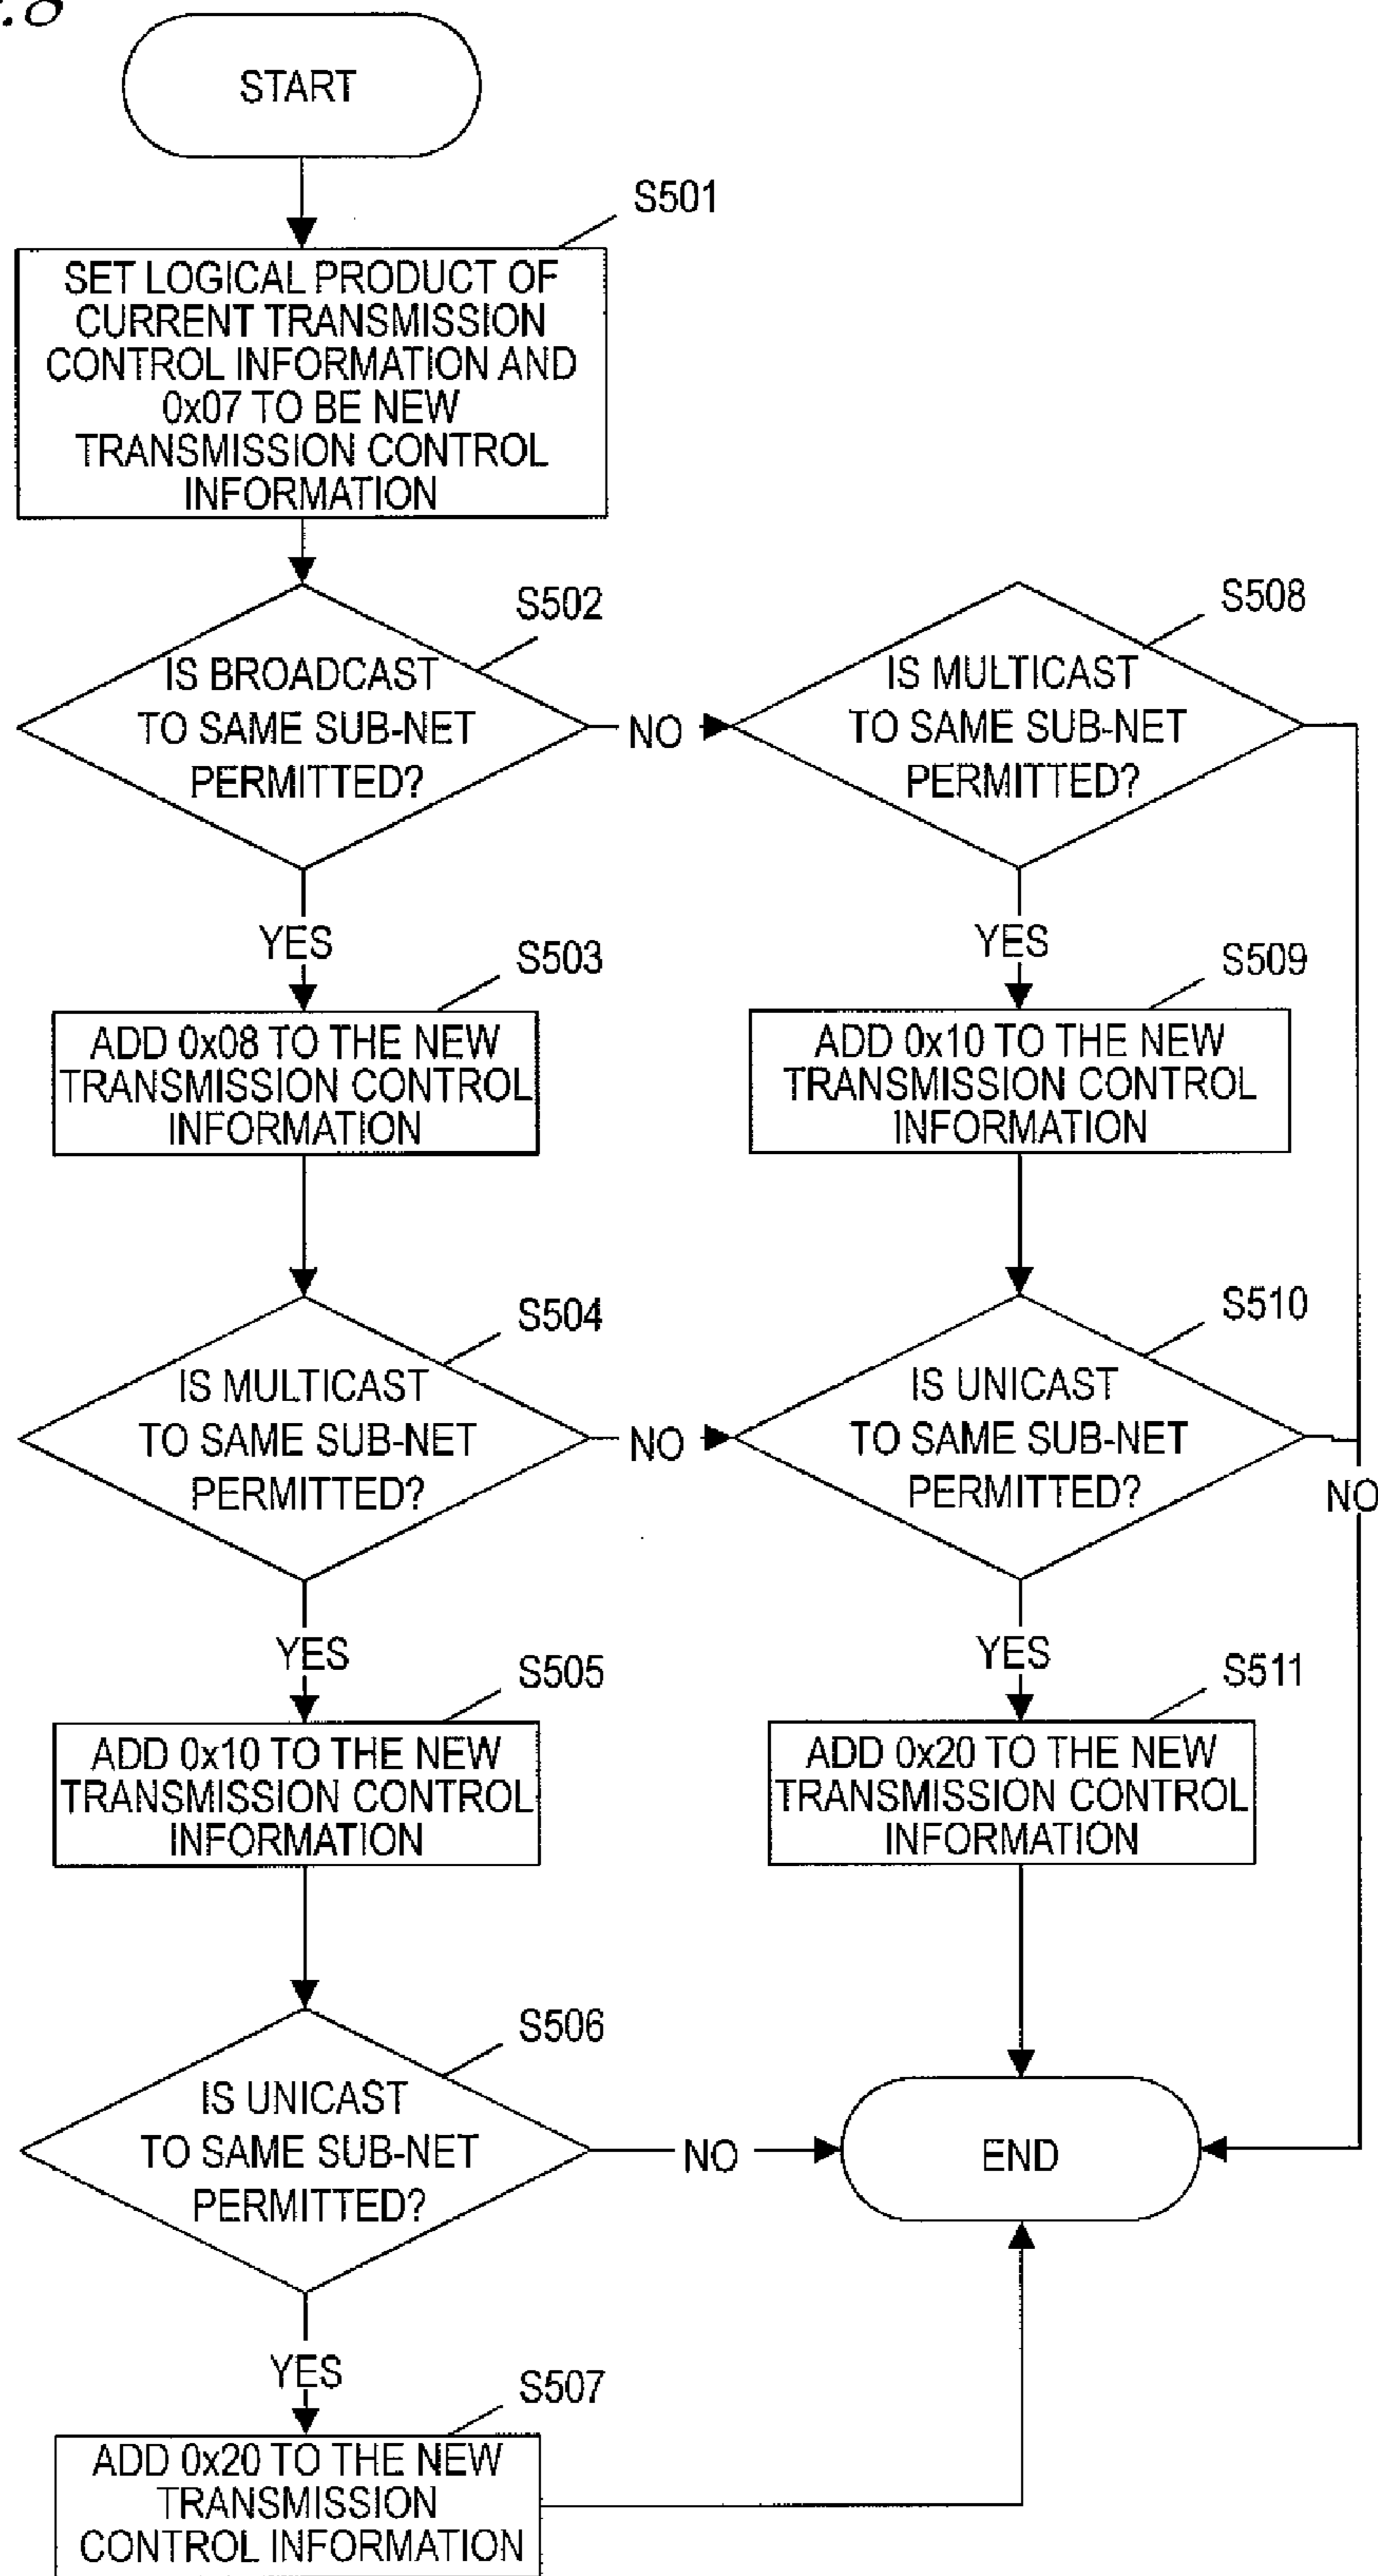 .8
START
S501
SET LOGICAL PRODUCT OF
CURRENT TRANSMISSION
CONTROL INFORMATION AND
0x07 TO BE NEW
TRANSMISSION CONTROL
INFORMATION
S502
IS BROADCAST
TO SAME SUB-NET
PERMITTED?
NO
S508
IS MULTICAST
TO SAME SUB-NET
PERMITTED?
YES
S503
ADD 0x08 TO THE NEW
TRANSMISSION CONTROL
INFORMATION
YES
S509
ADD 0x10 TO THE NEW
TRANSMISSION CONTROL
INFORMATION
S504
IS MULTICAST
TO SAME SUB-NET
PERMITTED?
NO
S510
IS UNICAST
TO SAME SUB-NET
PERMITTED?
NO
YES
S505
ADD 0x10 TO THE NEW
TRANSMISSION CONTROL
INFORMATION
YES
S511
ADD 0x20 TO THE NEW
TRANSMISSION CONTROL
INFORMATION
S506
IS UNICAST
TO SAME SUB-NET
PERMITTED?
NO
END
YES
S507
ADD 0x20 TO THE NEW
TRANSMISSION
CONTROL INFORMATION